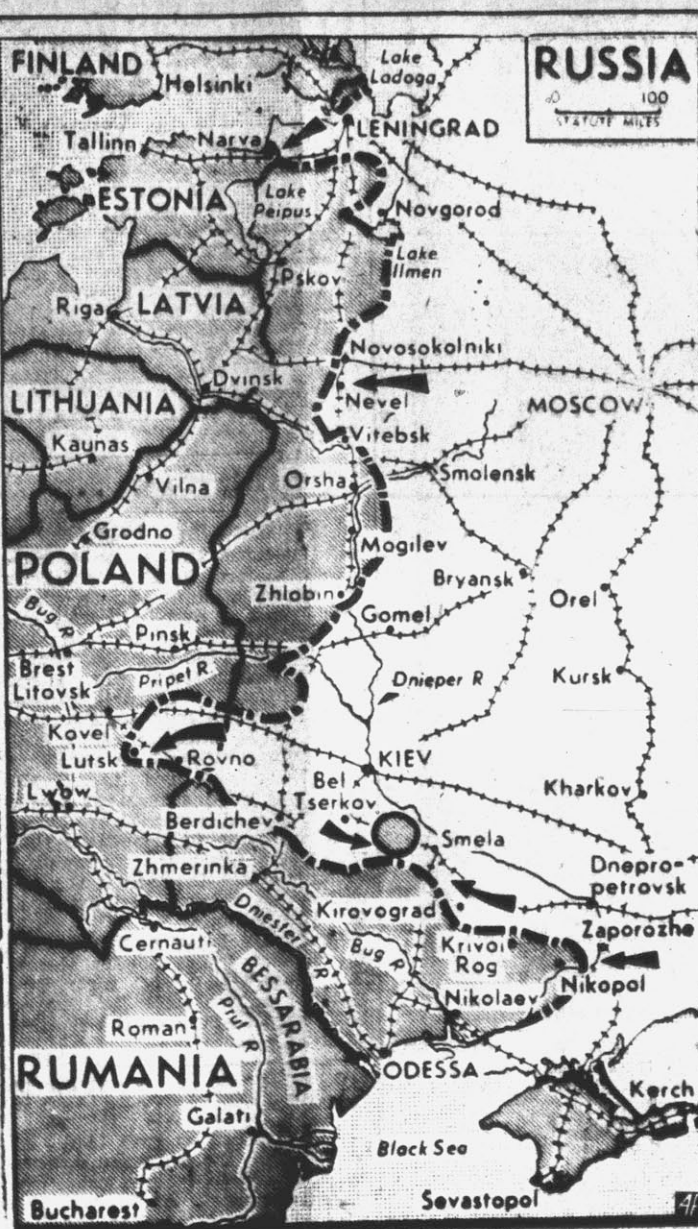 FINLAND
Lake
Ladoga
RUSSIA
0 100
STATUTE MILES
Helsinki
LENINGRAD
Tallinn
Narva
ESTONIA
Lake
Peipus
Novgorod
Lake
Ilmen
Pskov
Riga
LATVIA
Novosokolniki
Dvinsk
Nevel
MOSCOW
LITHUANIA
Vitebsk
Kaunas
Smolensk
Vilna
Orsha
Grodno
Mogilev
POLAND
Bryansk
Zhlobin
Orel
Bug R
Gomel
Pinsk
Brest
Litovsk
Pripet R.
Dnieper R
Kursk
Kovel
Lutsk
Rovno
KIEV
Bel
Tserkov
Kharkov
Lwow
Berdichev
Smela
Zhmerinka
Dnepro-
petrovsk
Kirovograd
Dniester R
Zaporozhe
Cernauti
Bug R
Krivoi
Rog
Nikopol
BESSARABIA
Nikolaev
Prut R
Roman
RUMANIA
ODESSA
Kerch
Galati
Black Sea
Bucharest
Sevastopol